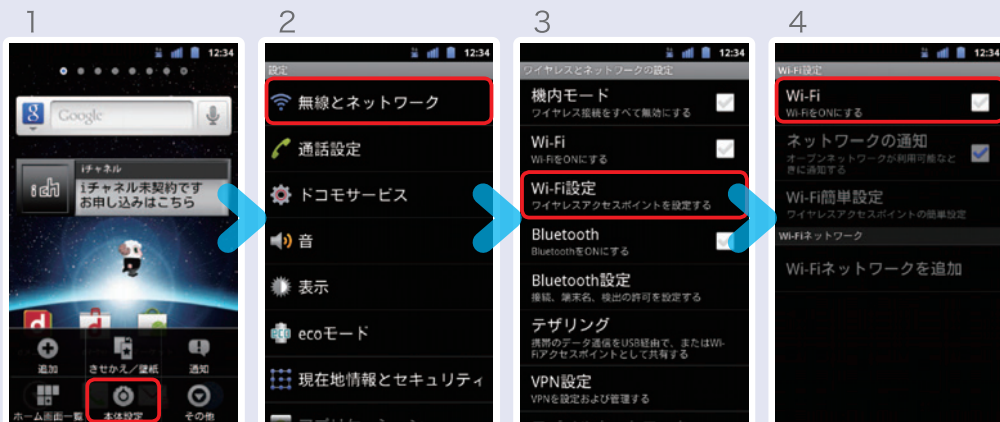 1
12:34
Google
iチャネル
i ch
iチャネル未契約です
お申し込みはこちら
追加
きせかえ／壁紙
通知
ホーム画面一覧
本体設定
その他
2
12:34
設定
無線とネットワーク
通話設定
ドコモサービス
音
表示
eco
ecoモード
現在地情報とセキュリティ
3
12:34
ワイヤレスとネットワークの設定
機内モード
ワイヤレス接続をすべて無効にする
Wi-Fi
Wi-FiをONにする
Wi-Fi設定
ワイヤレスアクセスポイントを設定する
Bluetooth
BluetoothをONにする
Bluetooth設定
接続、端末名、検出の許可を設定する
テザリング
携帯のデータ通信をUSB経由で、またはWi-
Fiアクセスポイントとして共有する
VPN設定
VPNを設定および管理する
4
12:34
Wi-Fi設定
Wi-Fi
Wi-FiをONにする
ネットワークの通知
オープンネットワークが利用可能なと
きに通知する
Wi-Fi簡単設定
ワイヤレスアクセスポイントの簡単設定
Wi-Fiネットワーク
Wi-Fiネットワークを追加